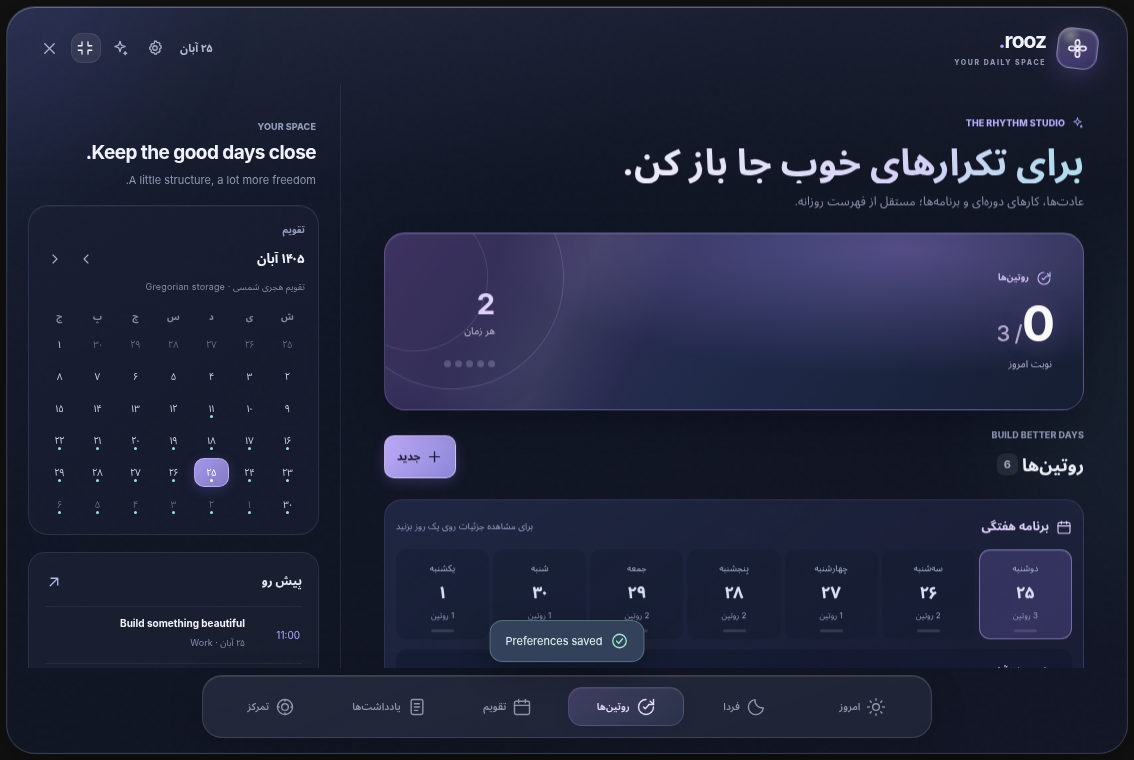 rooz.
YOUR DAILY SPACE
۲۵ آبان
THE RHYTHM STUDIO
برای تکرارهای خوب جا باز کن.
عادت‌ها، کارهای دوره‌ای و برنامه‌ها؛ مستقل از فهرست روزانه.
روتین‌ها
0/ 3
نوبت امروز
2
هر زمان
BUILD BETTER DAYS
روتین‌ها 6
+ جدید
برنامه هفتگی
برای مشاهده جزئیات روی یک روز بزنید
دوشنبه سه‌شنبه چهارشنبه پنجشنبه جمعه شنبه یکشنبه
۲۵ ۲۶ ۲۷ ۲۸ ۲۹ ۳۰ ۱
3 روتین 2 روتین 1 روتین 2 روتین 2 روتین 1 روتین 1 روتین
YOUR SPACE
Keep the good days close.
A little structure, a lot more freedom.
تقویم
۱۴۰۵ آبان
تقویم هجری شمسی · Gregorian storage
ش ی د س چ پ ج
۲۵ ۲۶ ۲۷ ۲۸ ۲۹ ۳۰ ۱
۲ ۳ ۴ ۵ ۶ ۷ ۸
۹ ۱۰ ۱۱ ۱۲ ۱۳ ۱۴ ۱۵
۱۶ ۱۷ ۱۸ ۱۹ ۲۰ ۲۱ ۲۲
۲۳ ۲۴ ۲۵ ۲۶ ۲۷ ۲۸ ۲۹
۳۰ ۱ ۲ ۳ ۴ ۵ ۶
پیش رو
11:00
Build something beautiful
۲۵ آبان · Work
Preferences saved
امروز
فردا
روتین‌ها
تقویم
یادداشت‌ها
تمرکز